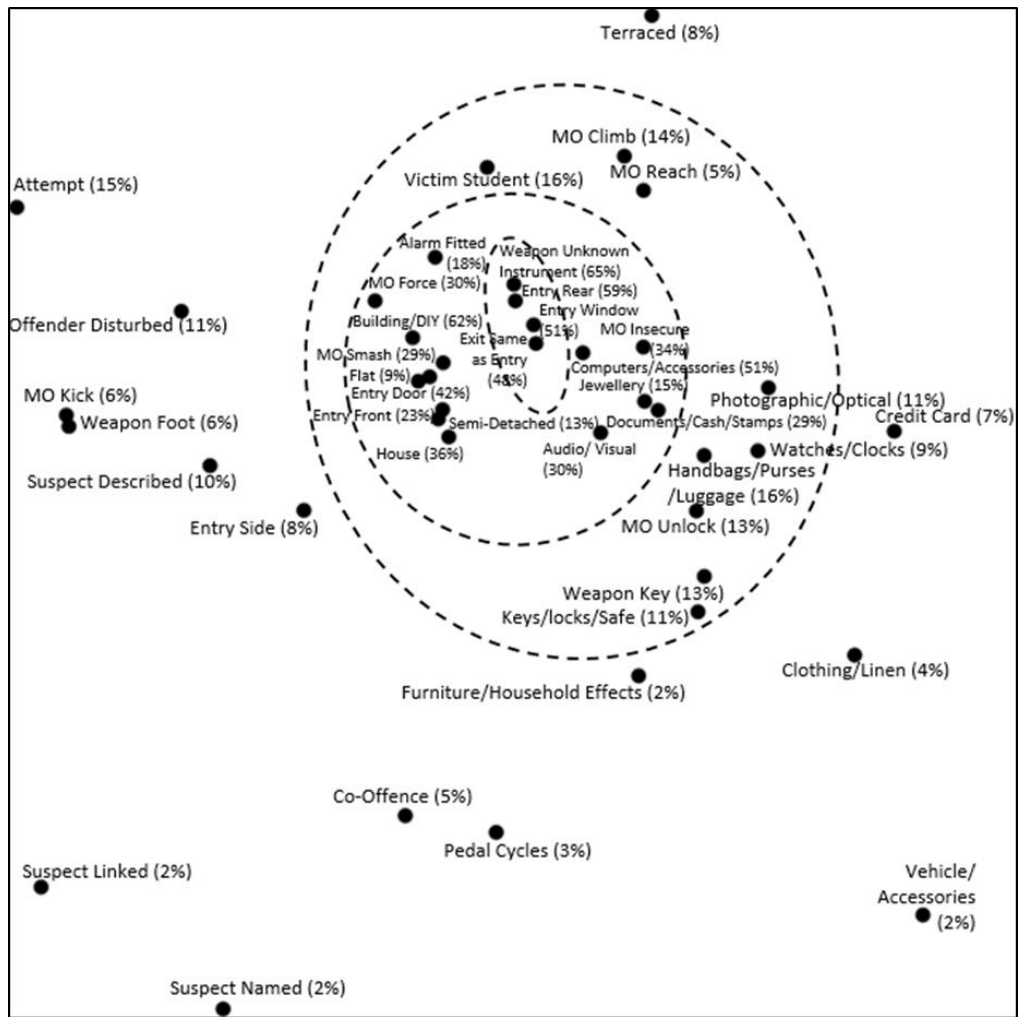 Terraced (8%)
MO Climb (14%)
MO Reach (5%)
Victim Student (16%)
Attempt (15%)
Alarm Fitted
(18%)
Weapon Unknown
Instrument (65%)
MO Force (30%)
Entry Rear (59%)
Entry Window
(51%)
Offender Disturbed (11%)
Building/DIY (62%)
MO Insecure
(34%)
Exit Same
as Entry
(48%)
MO Smash (29%)
Computers/Accessories (51%)
Flat (9%)
Jewellery (15%)
MO Kick (6%)
Entry Door (42%)
Photographic/Optical (11%)
Credit Card (7%)
Weapon Foot (6%)
Entry Front (23%)
Semi-Detached (13%)
Documents/Cash/Stamps (29%)
House (36%)
Audio/ Visual
(30%)
Watches/Clocks (9%)
Handbags/Purses
/Luggage (16%)
Suspect Described (10%)
Entry Side (8%)
MO Unlock (13%)
Weapon Key (13%)
Keys/locks/Safe (11%)
Clothing/Linen (4%)
Furniture/Household Effects (2%)
Co-Offence (5%)
Pedal Cycles (3%)
Suspect Linked (2%)
Vehicle/
Accessories
(2%)
Suspect Named (2%)